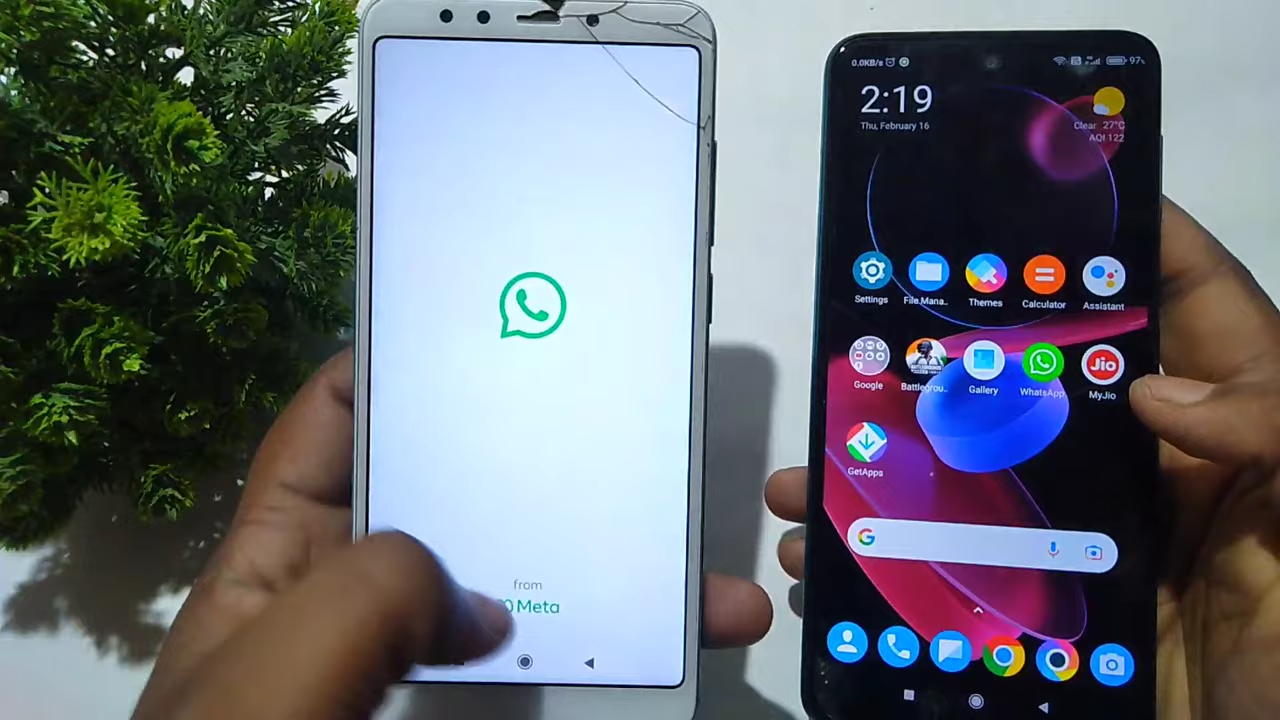 from
Meta
0.0KB/s
97%
2:19
Thu, February 16
Clear 27°C
AQI 122
Settings
File Mana..
Themes
Calculator
Assistant
Google
Battlegrou..
Gallery
WhatsApp
MyJio
Jio
GetApps
G